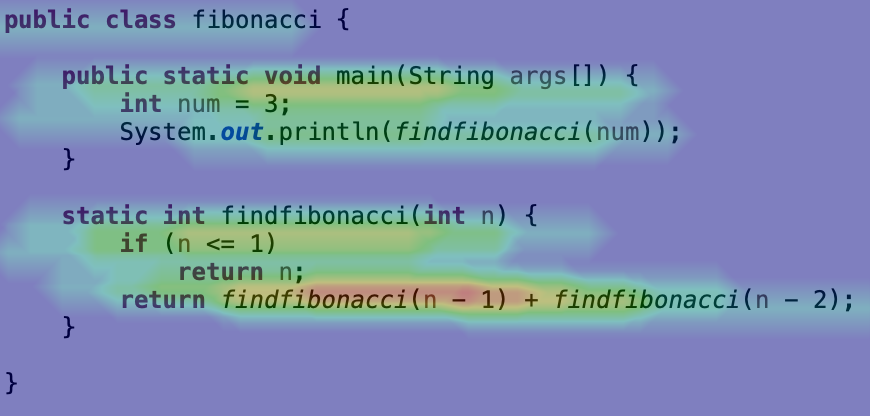 public class fibonacci {
public static void main(String args[]) {
int num = 3;
System.out.println(findfibonacci(num));
}
static int findfibonacci(int n) {
if (n <= 1)
return n;
return findfibonacci(n − 1) + findfibonacci(n − 2);
}
}